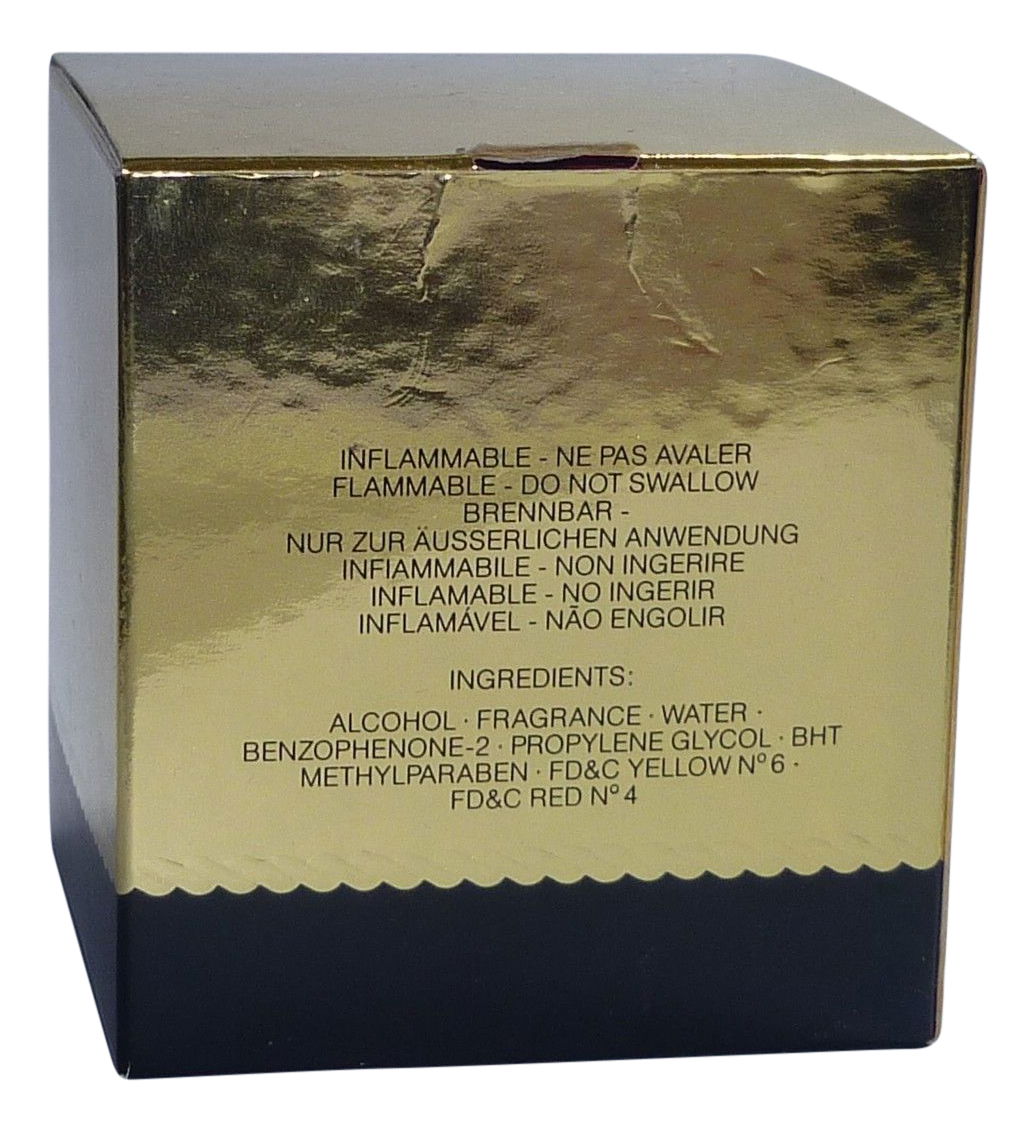 INFLAMMABLE - NE PAS AVALER
FLAMMABLE - DO NOT SWALLOW
BRENNBAR -
NUR ZUR ÄUSSERLICHEN ANWENDUNG
INFIAMMABILE - NON INGERIRE
INFLAMABLE - NO INGERIR
INFLAMÁVEL - NÃO ENGOLIR
INGREDIENTS:
ALCOHOL · FRAGRANCE · WATER ·
BENZOPHENONE-2 · PROPYLENE GLYCOL · BHT
METHYLPARABEN · FD&C YELLOW Nº 6 ·
FD&C RED Nº 4